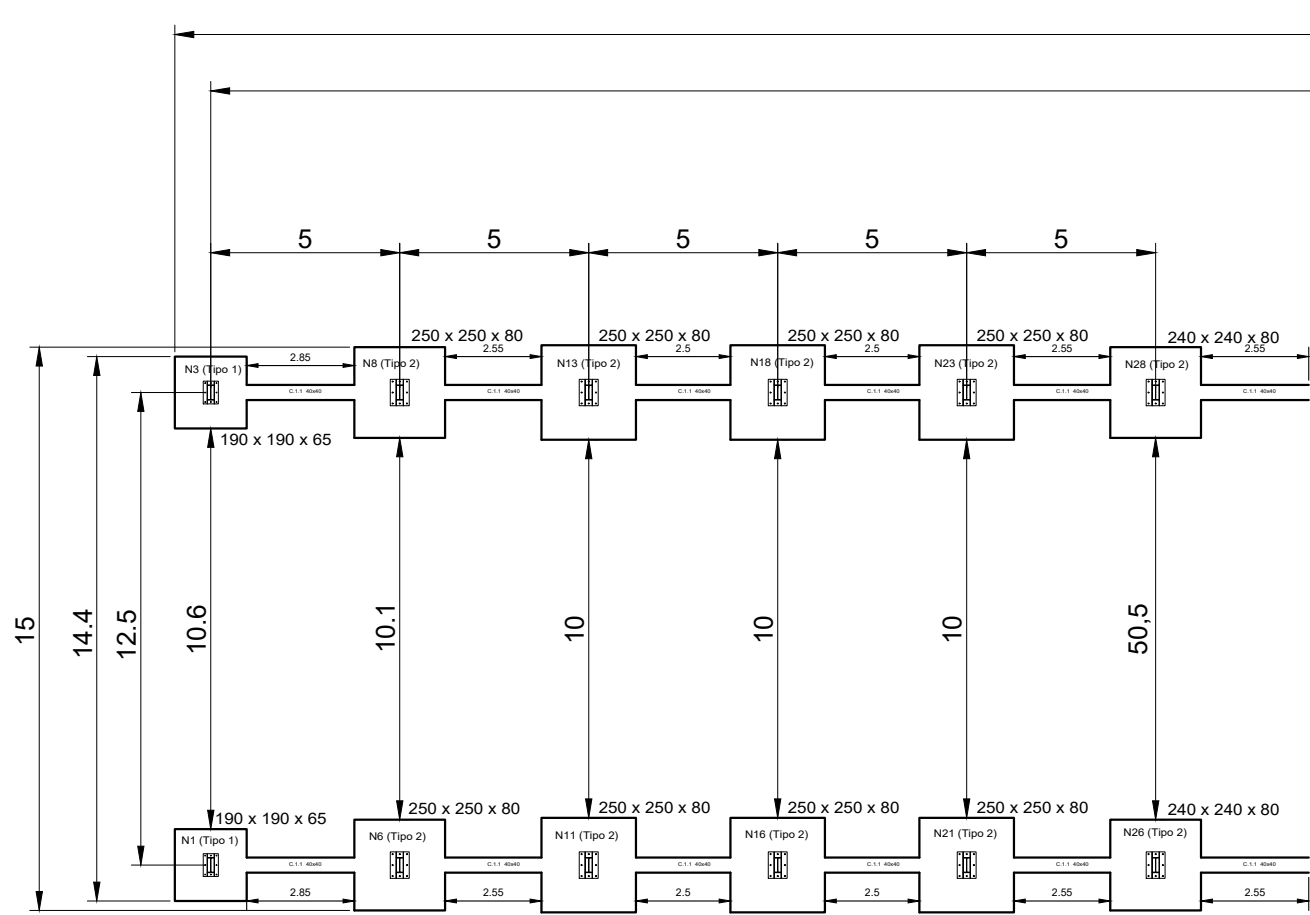 5 5 5 5 5
250 x 250 x 80 250 x 250 x 80 250 x 250 x 80 250 x 250 x 80 240 x 240 x 80
2.85 2.55 2.5 2.5 2.55 2.55
N3 (Tipo 1) N8 (Tipo 2) N13 (Tipo 2) N18 (Tipo 2) N23 (Tipo 2) N28 (Tipo 2)
C.1.1 40x40 C.1.1 40x40 C.1.1 40x40 C.1.1 40x40 C.1.1 40x40 C.1.1 40x40
190 x 190 x 65
15 14.4 12.5 10.6 10.1 10 10 10 50,5
190 x 190 x 65 250 x 250 x 80 250 x 250 x 80 250 x 250 x 80 250 x 250 x 80 240 x 240 x 80
N1 (Tipo 1) N6 (Tipo 2) N11 (Tipo 2) N16 (Tipo 2) N21 (Tipo 2) N26 (Tipo 2)
C.1.1 40x40 C.1.1 40x40 C.1.1 40x40 C.1.1 40x40 C.1.1 40x40 C.1.1 40x40
2.85 2.55 2.5 2.5 2.55 2.55